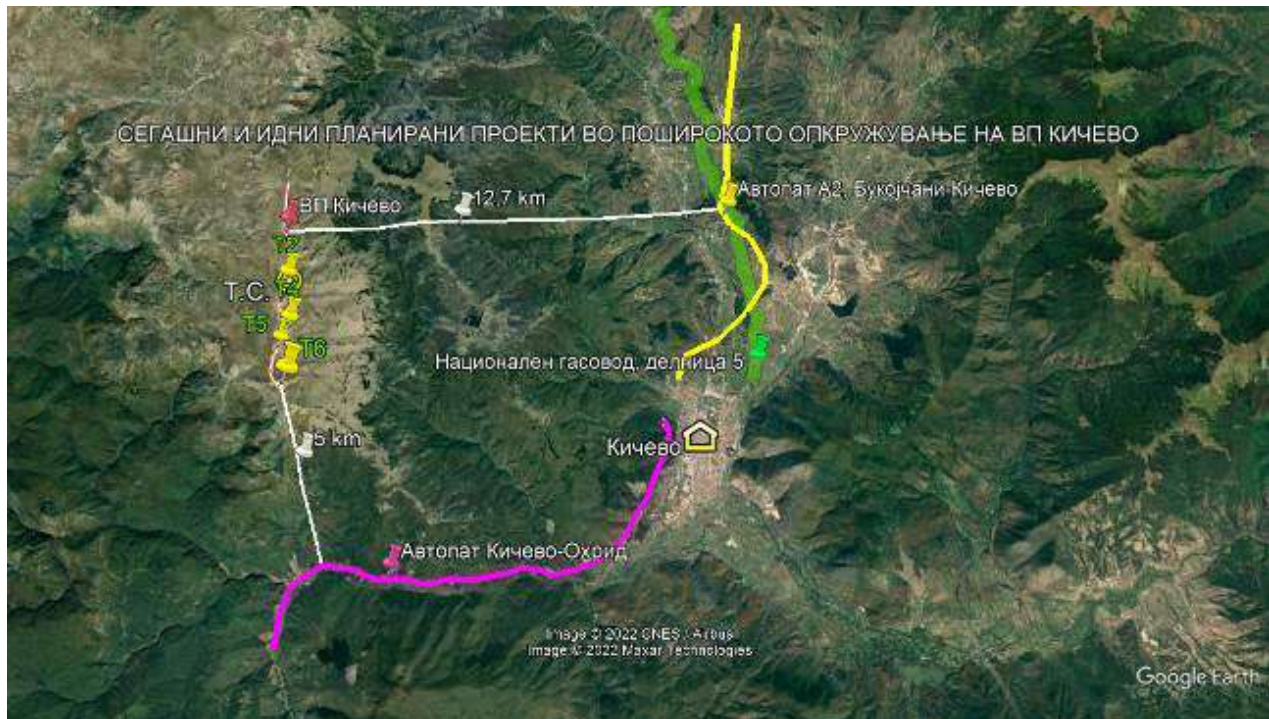 СЕГАШНИ И ИДНИ ПЛАНИРАНИ ПРОЕКТИ ВО ПОШИРОКОТО ОПКРУЖУВАЊЕ НА ВП КИЧЕВО
Автопат А2, Букојчани-Кичево
12,7 km
ВП Кичево
Т.С.
Т5
Т6
Национален гасовод, делница 5
5 km
Кичево
Автопат Кичево-Охрид
Image © 2022 CNES / Airbus
Image © 2022 Maxar Technologies
Google Earth